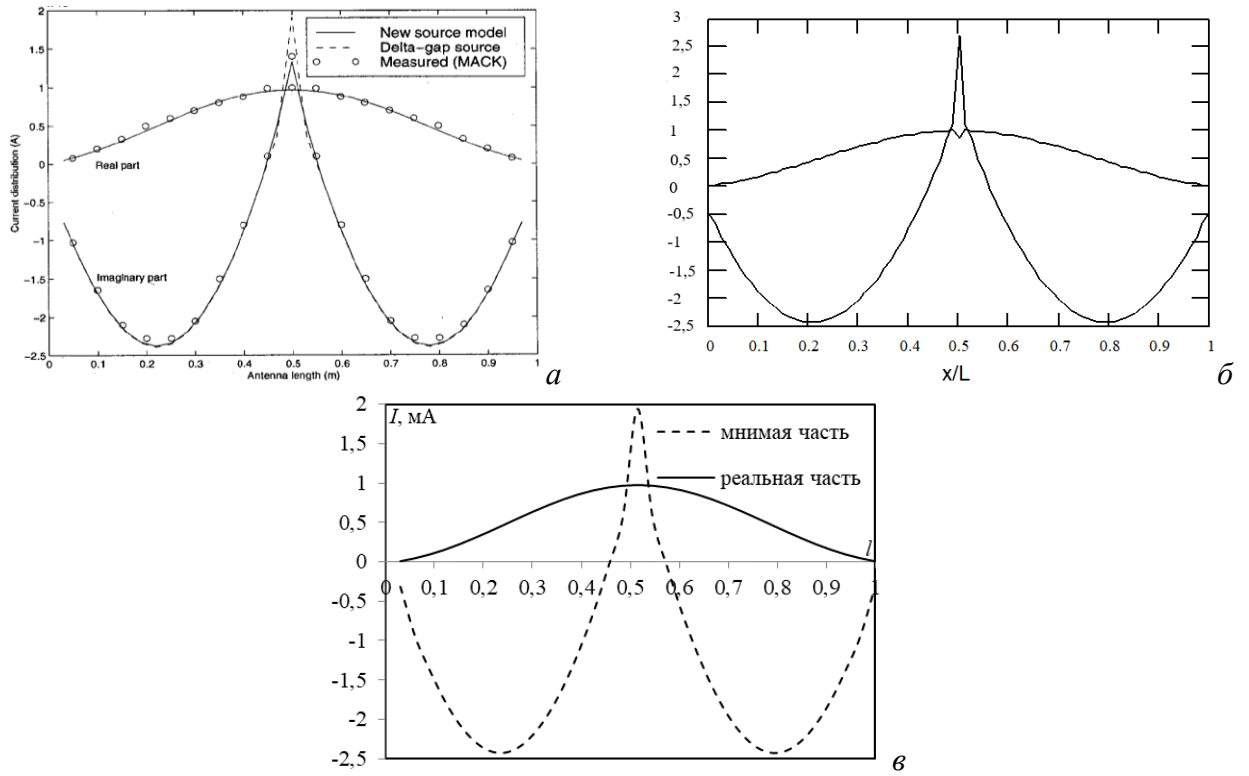 2
1.5
1
0.5
0
-0.5
-1
-1.5
-2
-2.5
Current distribution (A)
New source model
Delta-gap source
Measured (MACK)
Real part
Imaginary part
0 0.1 0.2 0.3 0.4 0.5 0.6 0.7 0.8 0.9 1
Antenna length (m)
а
3
2,5
2
1,5
1
0,5
0
-0,5
-1
-1,5
-2
-2,5
0 0.1 0.2 0.3 0.4 0.5 0.6 0.7 0.8 0.9 1
x/L
б
2
1,5
1
0,5
0
-0,5
-1
-1,5
-2
-2,5
I, мА
мнимая часть
реальная часть
l
0 0,1 0,2 0,3 0,4 0,5 0,6 0,7 0,8 0,9 1
в